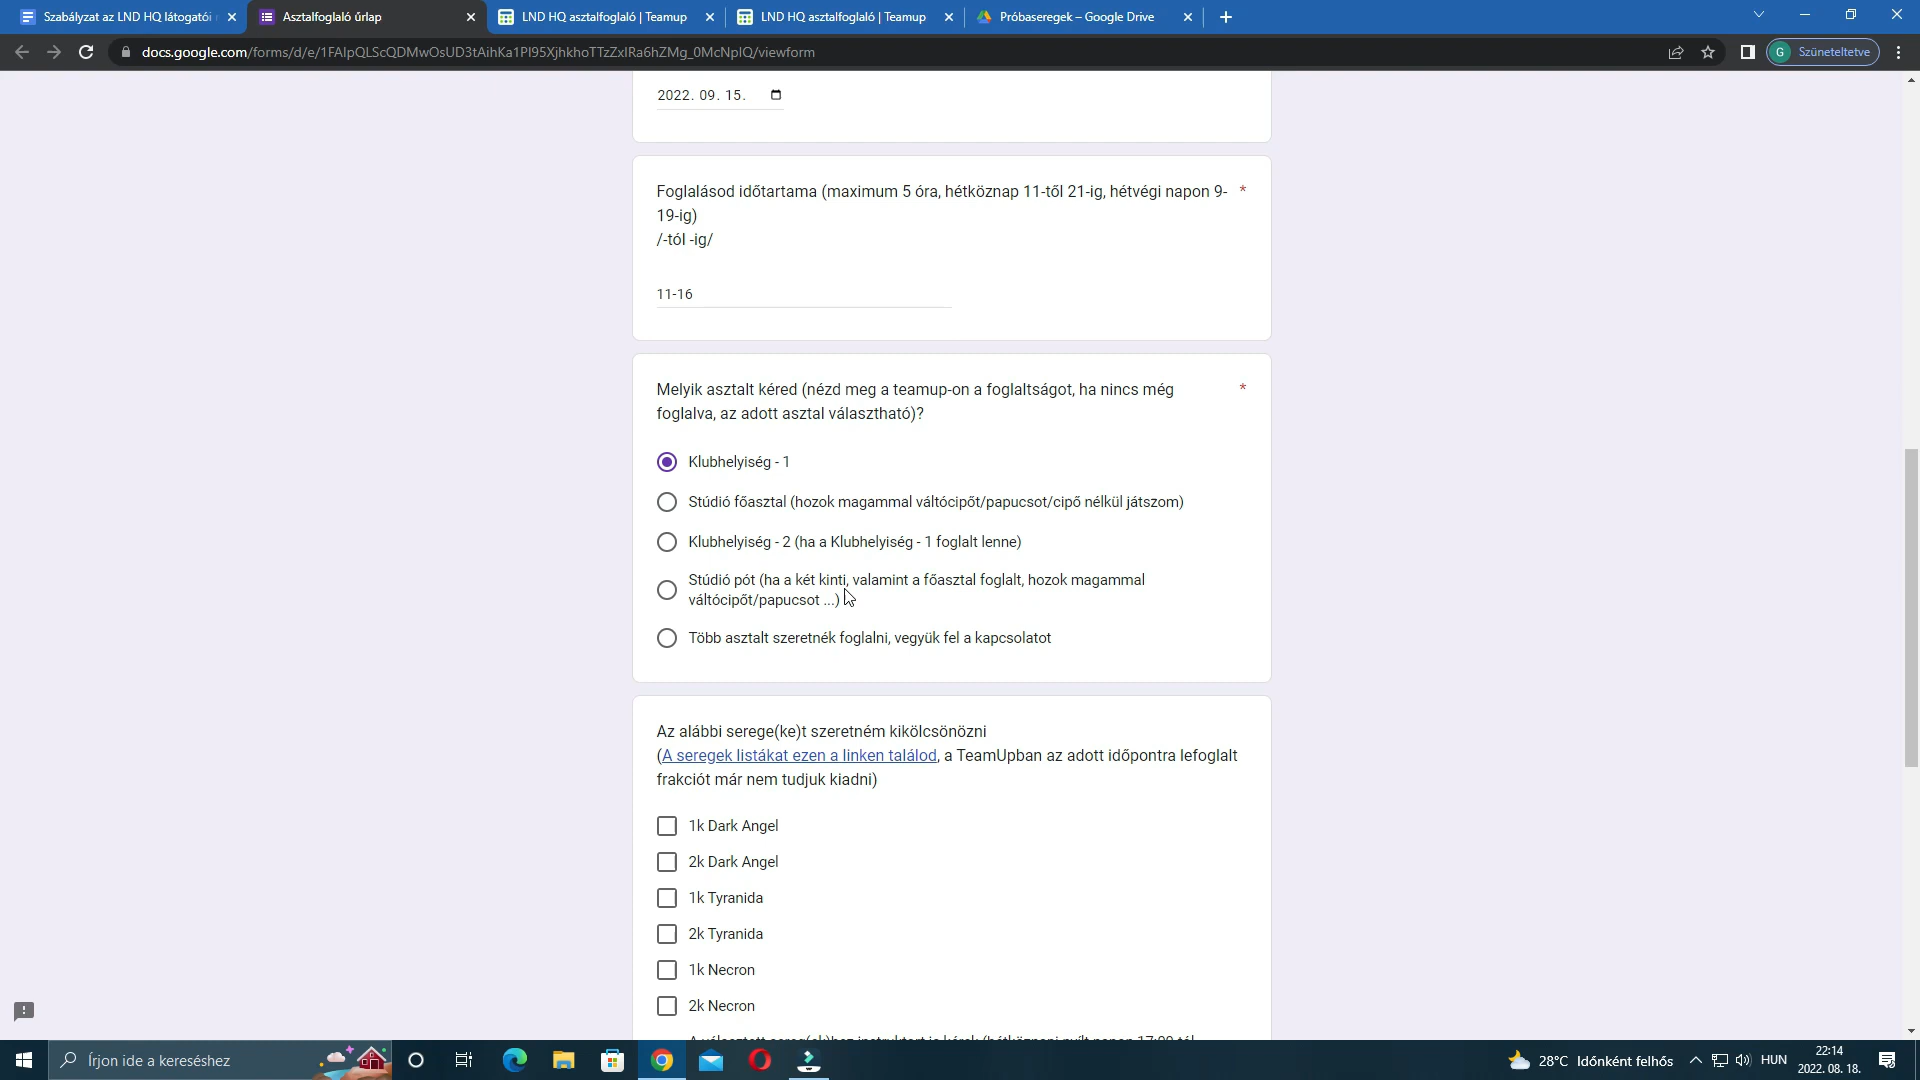 Szabályzat az LND HQ látogatói
Asztalfoglaló űrlap
LND HQ asztalfoglaló | Teamup
LND HQ asztalfoglaló | Teamup
Próbaseregek – Google Drive
docs.google.com/forms/d/e/1FAIpQLScQDMwOsUD3tAihKa1PI95XjhkhoTTzZxIRa6hZMg_0McNpIQ/viewform
G Szüneteltetve
2022. 09. 15.
Foglalásod időtartama (maximum 5 óra, hétköznap 11-től 21-ig, hétvégi napon 9- *
19-ig)
/-tól -ig/
11-16
Melyik asztalt kéred (nézd meg a teamup-on a foglaltságot, ha nincs még *
foglalva, az adott asztal választható)?
Klubhelyiség - 1
Stúdió főasztal (hozok magammal váltócipőt/papucsot/cipő nélkül játszom)
Klubhelyiség - 2 (ha a Klubhelyiség - 1 foglalt lenne)
Stúdió pót (ha a két kinti, valamint a főasztal foglalt, hozok magammal
váltócipőt/papucsot ...)
Több asztalt szeretnék foglalni, vegyük fel a kapcsolatot
Az alábbi serege(ke)t szeretném kikölcsönözni
(A seregek listákat ezen a linken találod, a TeamUpban az adott időpontra lefoglalt
frakciót már nem tudjuk kiadni)
1k Dark Angel
2k Dark Angel
1k Tyranida
2k Tyranida
1k Necron
2k Necron
Írjon ide a kereséshez
28°C Időnként felhős
HUN
22:14
2022. 08. 18.